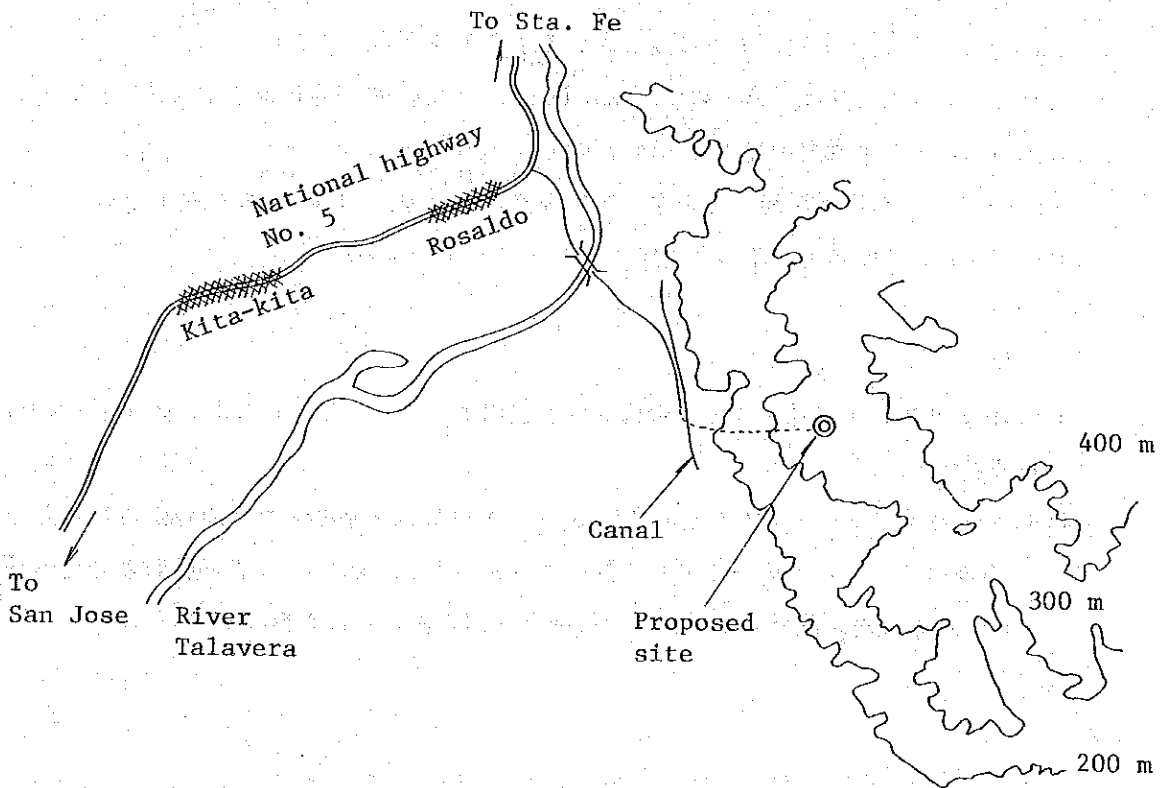 To Sta. Fe
National highway
No. 5
Rosaldo
Kita-kita
400 m
Canal
To
San Jose
River
Talavera
Proposed
site
300 m
200 m